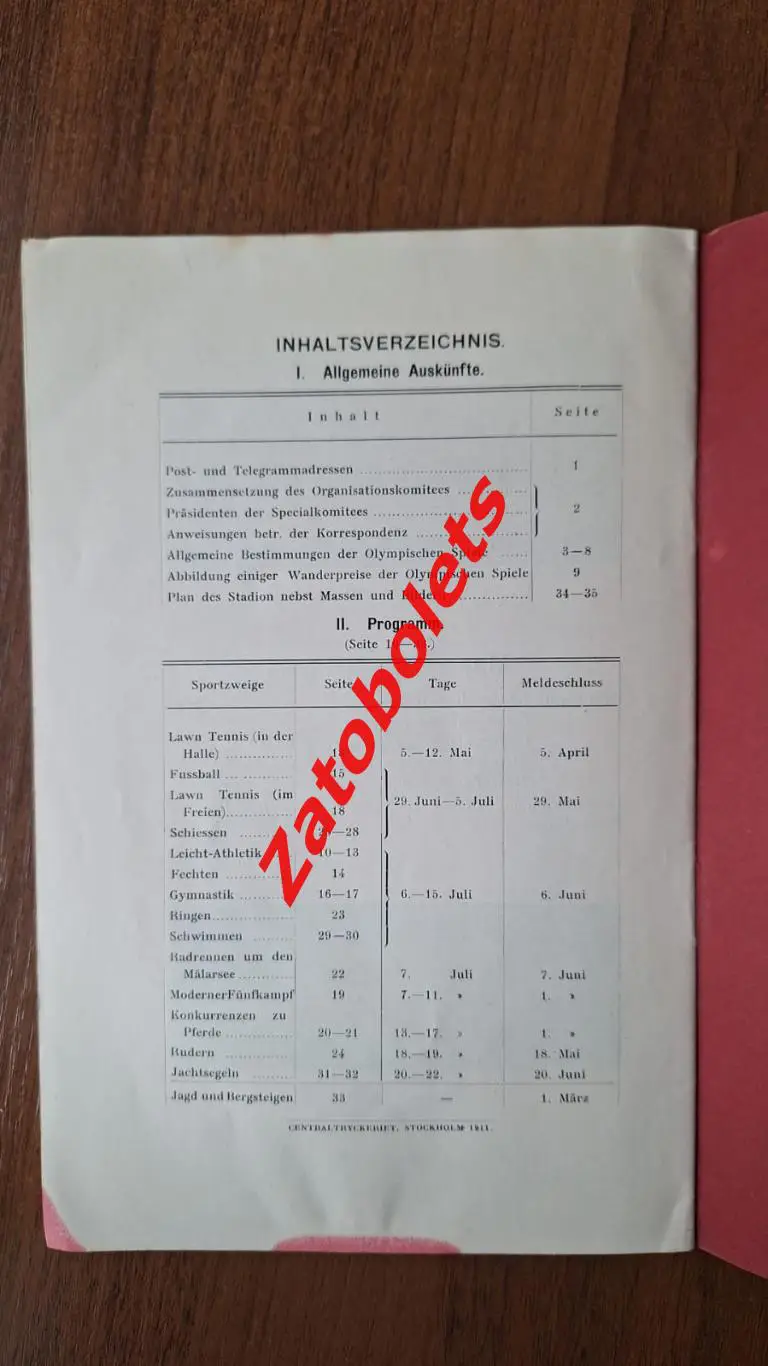 INHALTSVERZEICHNIS.
I. Allgemeine Auskünfte.
Inhalt Seite
Post- und Telegrammadressen 1
Zusammensetzung des Organisationskomitees
Präsidenten der Specialkomitees 2
Anweisungen betr. der Korrespondenz
Allgemeine Bestimmungen der Olympischen Spiele 3—8
Abbildung einiger Wanderpreise der Olympischen Spiele 9
Plan des Stadion nebst Massen und 34—35
II. Programm.
(Seite
Sportzweige Seite Tage Meldeschluss
Lawn Tennis (in der
Halle) 5.—12. Mai 5. April
Fussball 15
Lawn Tennis (im
Freien) 18 29. Juni—5. Juli 29. Mai
Schiessen —28
Leicht-Athletik 10—13
Fechten 14
Gymnastik 16—17 6.—15. Juli 6. Juni
Ringen 23
Schwimmen 29—30
Radrennen um den
Mälarsee 22 7. Juli 7. Juni
Moderner Fünfkampf 19 7.—11. » 1. »
Konkurrenzen zu
Pferde 20—21 13.—17. » 1. »
Rudern 24 18.—19. » 18. Mai
Jachtsegeln 31—32 20.—22. » 20. Juni
Jagd und Bergsteigen 33 — 1. März
CENTRALTRYCKERIET, STOCKHOLM 1911.
Zatobolets